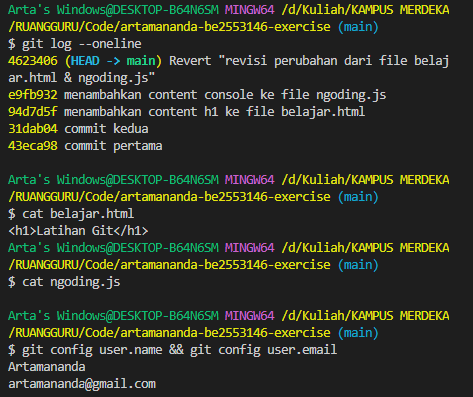 Arta's Windows@DESKTOP-B64N6SM MINGW64 /d/Kuliah/KAMPUS MERDEKA
/RUANGGURU/Code/artamananda-be2553146-exercise (main)
$ git log --oneline
4623406 (HEAD -> main) Revert "revisi perubahan dari file belaj
ar.html & ngoding.js"
e9fb932 menambahkan content console ke file ngoding.js
94d7d5f menambahkan content h1 ke file belajar.html
31dab04 commit kedua
43eca98 commit pertama
Arta's Windows@DESKTOP-B64N6SM MINGW64 /d/Kuliah/KAMPUS MERDEKA
/RUANGGURU/Code/artamananda-be2553146-exercise (main)
$ cat belajar.html
<h1>Latihan Git</h1>
Arta's Windows@DESKTOP-B64N6SM MINGW64 /d/Kuliah/KAMPUS MERDEKA
/RUANGGURU/Code/artamananda-be2553146-exercise (main)
$ cat ngoding.js
Arta's Windows@DESKTOP-B64N6SM MINGW64 /d/Kuliah/KAMPUS MERDEKA
/RUANGGURU/Code/artamananda-be2553146-exercise (main)
$ git config user.name && git config user.email
Artamananda
artamananda@gmail.com